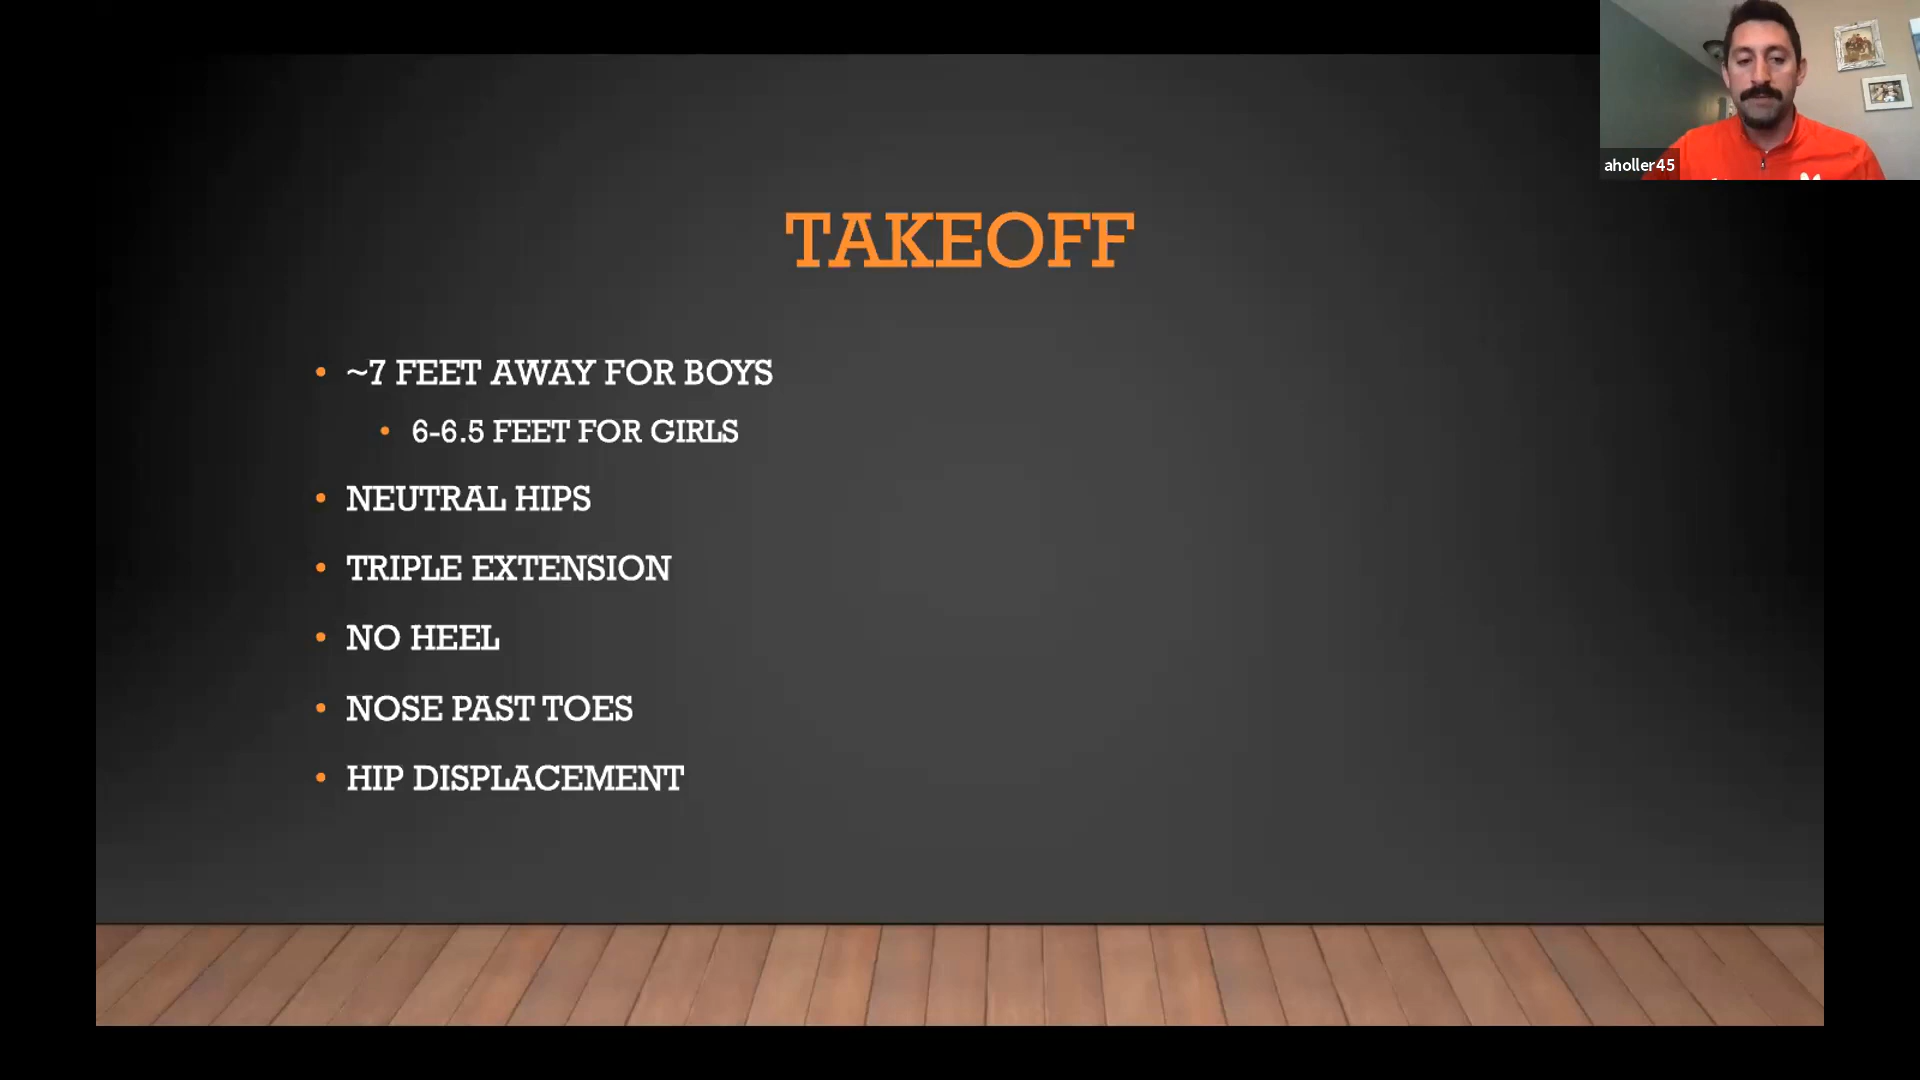 TAKEOFF
~7 FEET AWAY FOR BOYS
6-6.5 FEET FOR GIRLS
NEUTRAL HIPS
TRIPLE EXTENSION
NO HEEL
NOSE PAST TOES
HIP DISPLACEMENT
aholler45